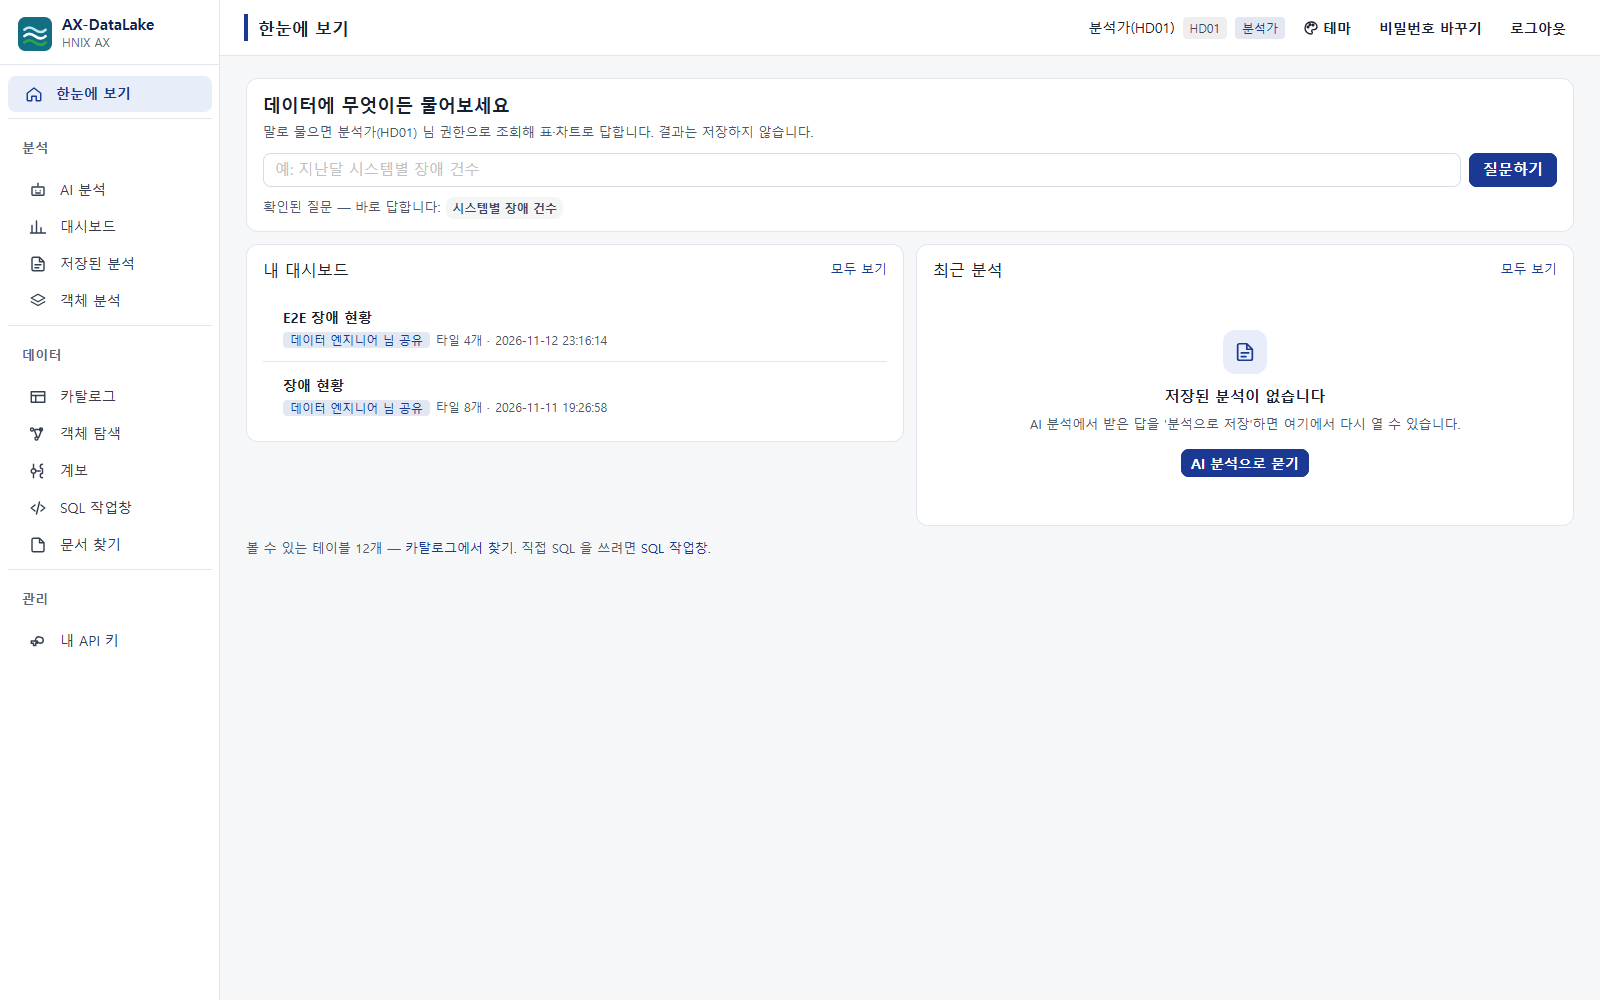 AX-DataLake
HNIX AX
한눈에 보기
분석
AI 분석
대시보드
저장된 분석
객체 분석
데이터
카탈로그
객체 탐색
계보
SQL 작업창
문서 찾기
관리
내 API 키
한눈에 보기
분석가(HD01) HD01 분석가 테마 비밀번호 바꾸기 로그아웃
데이터에 무엇이든 물어보세요
말로 물으면 분석가(HD01) 님 권한으로 조회해 표·차트로 답합니다. 결과는 저장하지 않습니다.
예: 지난달 시스템별 장애 건수
질문하기
확인된 질문 — 바로 답합니다: 시스템별 장애 건수
내 대시보드
모두 보기
E2E 장애 현황
데이터 엔지니어 님 공유 타일 4개 · 2026-11-12 23:16:14
장애 현황
데이터 엔지니어 님 공유 타일 8개 · 2026-11-11 19:26:58
최근 분석
모두 보기
저장된 분석이 없습니다
AI 분석에서 받은 답을 '분석으로 저장'하면 여기에서 다시 열 수 있습니다.
AI 분석으로 묻기
볼 수 있는 테이블 12개 — 카탈로그에서 찾기. 직접 SQL 을 쓰려면 SQL 작업창.